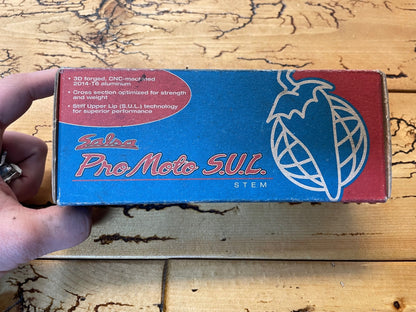 • 3D forged, CNC-machined
2014-T6 aluminum
• Cross section optimized for strength
and weight
• Stiff Upper Lip (S.U.L.) technology
for superior performance
Salsa
Pro Moto S.U.L.
STEM